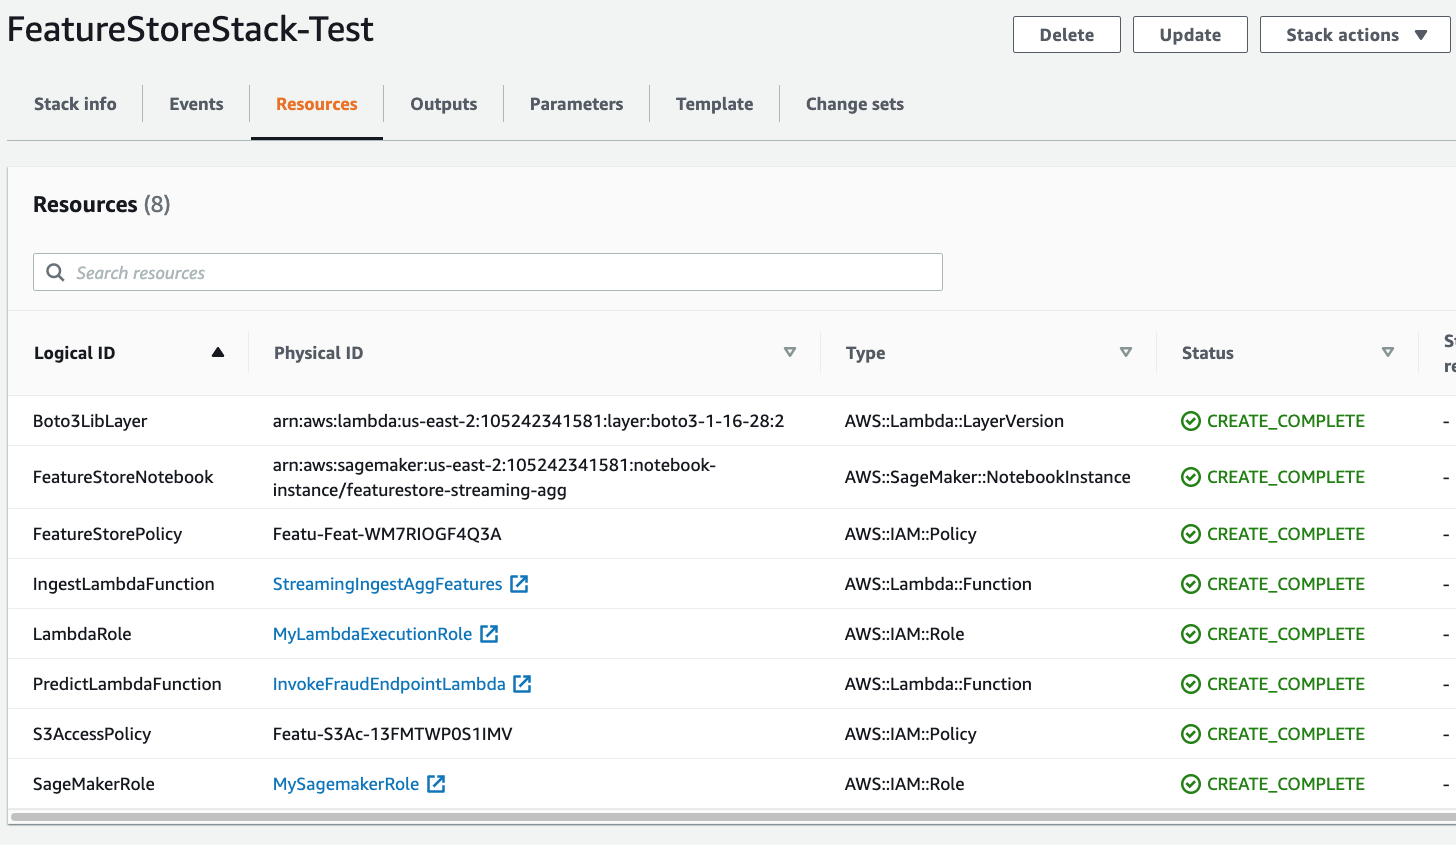 FeatureStoreStack-Test
Delete
Update
Stack actions
Stack info
Events
Resources
Outputs
Parameters
Template
Change sets
Resources (8)
Search resources
Logical ID
Physical ID
Type
Status
Boto3LibLayer
arn:aws:lambda:us-east-2:105242341581:layer:boto3-1-16-28:2
AWS::Lambda::LayerVersion
CREATE_COMPLETE
-
FeatureStoreNotebook
arn:aws:sagemaker:us-east-2:105242341581:notebook-
instance/featurestore-streaming-agg
AWS::SageMaker::NotebookInstance
CREATE_COMPLETE
-
FeatureStorePolicy
Featu-Feat-WM7RIOGF4Q3A
AWS::IAM::Policy
CREATE_COMPLETE
-
IngestLambdaFunction
StreamingIngestAggFeatures
AWS::Lambda::Function
CREATE_COMPLETE
-
LambdaRole
MyLambdaExecutionRole
AWS::IAM::Role
CREATE_COMPLETE
-
PredictLambdaFunction
InvokeFraudEndpointLambda
AWS::Lambda::Function
CREATE_COMPLETE
-
S3AccessPolicy
Featu-S3Ac-13FMTWP0S1IMV
AWS::IAM::Policy
CREATE_COMPLETE
-
SageMakerRole
MySagemakerRole
AWS::IAM::Role
CREATE_COMPLETE
-